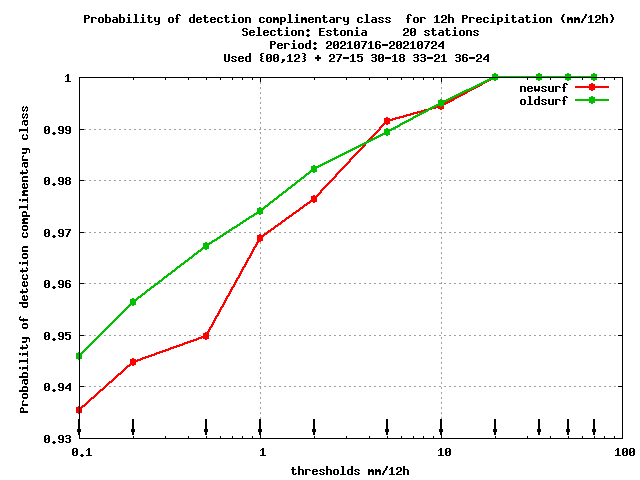 Probability of detection complimentary class  for 12h Precipitation (mm/12h)
Selection: Estonia     20 stations
Period: 20210716-20210724
Used {00,12} + 27-15 30-18 33-21 36-24
newsurf
oldsurf
1
0.99
0.98
0.97
0.96
0.95
0.94
0.93
0.1
1
10
100
thresholds mm/12h
Probability of detection complimentary class